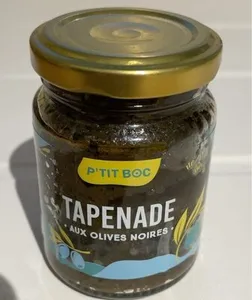 P'TIT BOC
TAPENADE
• AUX OLIVES NOIRES •